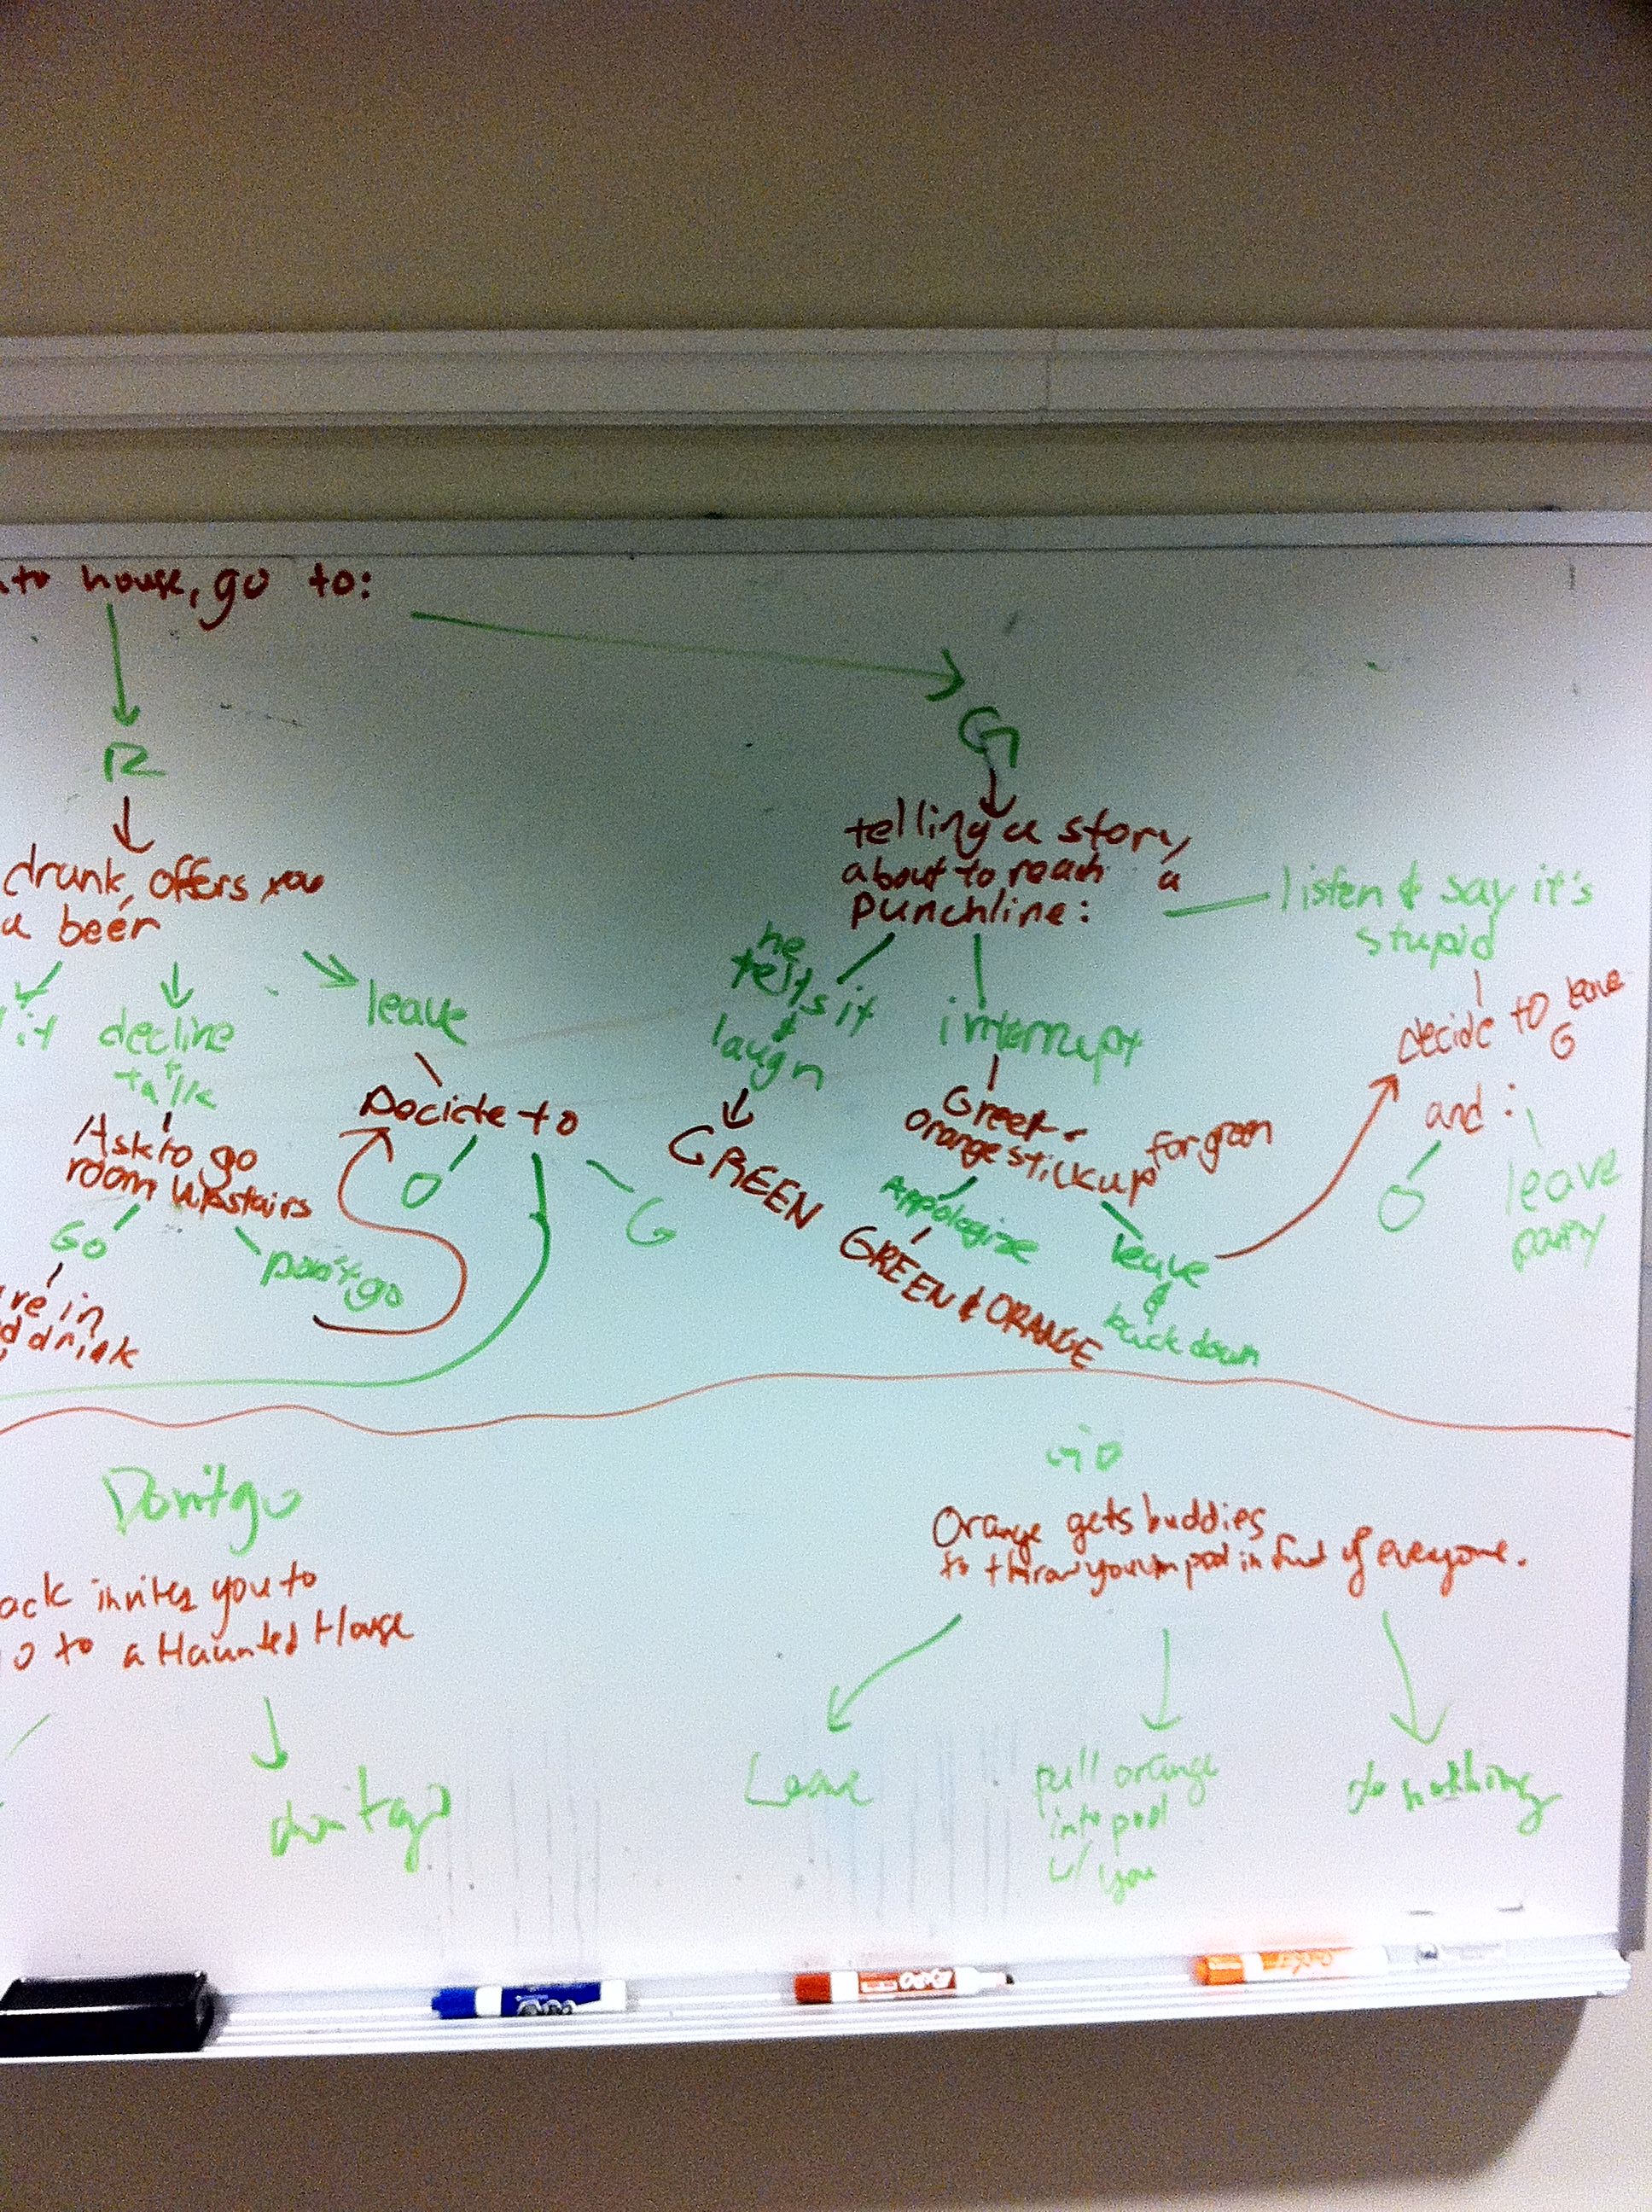 to house, go to:
R
G
drunk, offers you
a beer
it
decline
+
talk
leave
Ask to go
room upstairs
Go
don't go
in
drink
Decide to
O
G
telling a story,
about to reach a
punchline:
he
tells it
&
laugh
GREEN
interrupt
Greek &
orange stick up for green
Appologize
GREEN & ORANGE
leave
&
back down
listen & say it's
stupid
decide to leave
G
and:
O
leave
party
Don't go
invites you to
to a Haunted House
don't go
Go
Orange gets buddies
to throw you in pool in front of everyone.
Leave
pull orange
into pool
w/ you
do nothing
EXPO